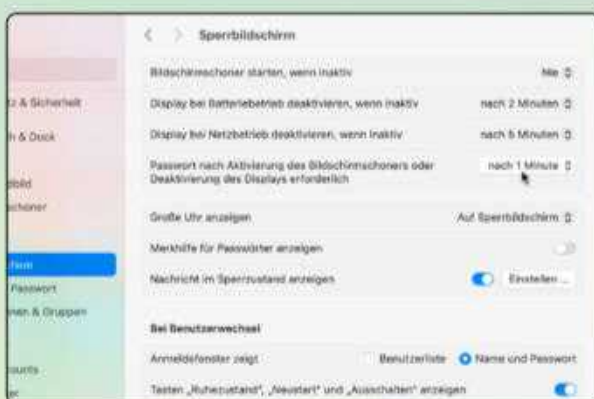 Sperrbildschirm
Bildschirmschoner starten, wenn inaktiv Nie
tz & Sicherheit
Display bei Batteriebetrieb deaktivieren, wenn inaktiv nach 2 Minuten
h & Dock
Display bei Netzbetrieb deaktivieren, wenn inaktiv nach 5 Minuten
Passwort nach Aktivierung des Bildschirmschoners oder nach 1 Minute
Deaktivierung des Displays erforderlich
dbild
schoner
Große Uhr anzeigen Auf Sperrbildschirm
Merkhilfe für Passwörter anzeigen
Nachricht im Sperrzustand anzeigen Einstellen ...
Passwort
nen & Gruppen
Bei Benutzerwechsel
Anmeldefenster zeigt Benutzerliste Name und Passwort
ounts
Tasten „Ruhezustand“, „Neustart“ und „Ausschalten“ anzeigen